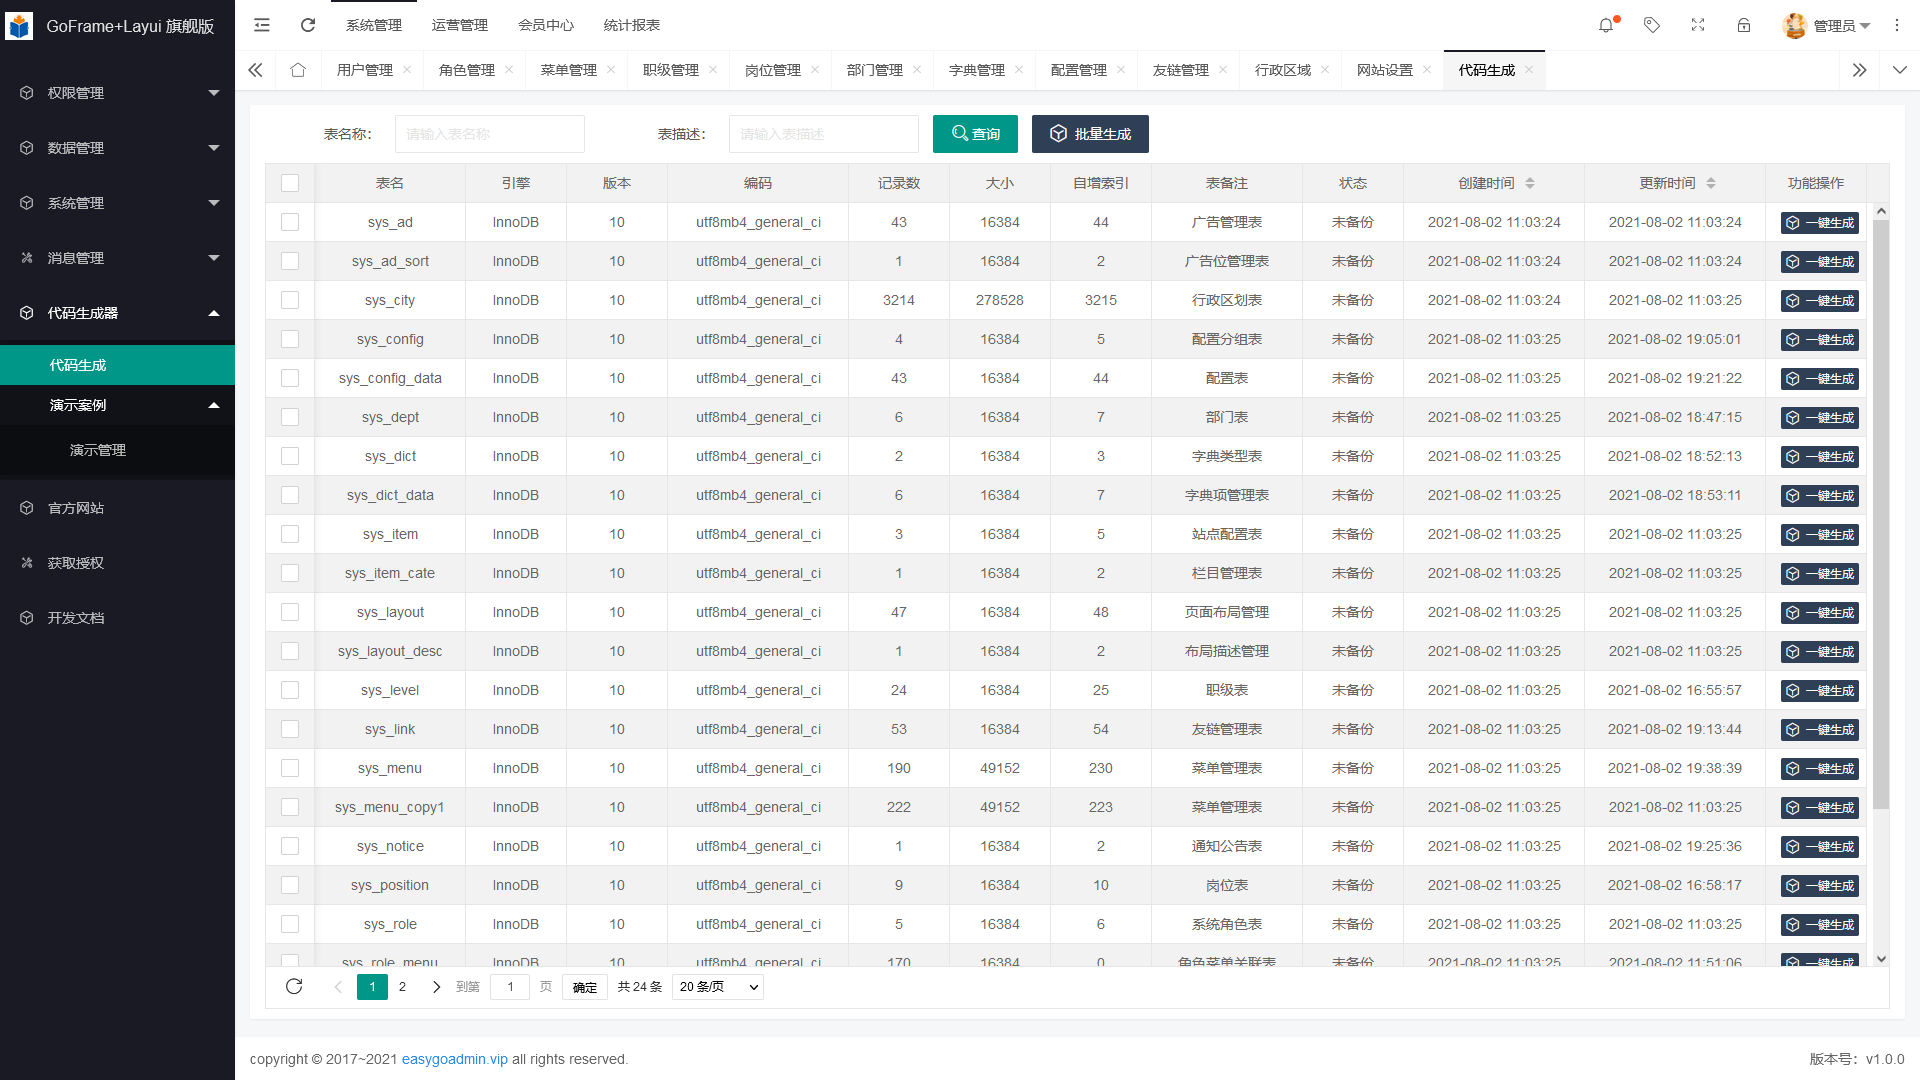 GoFrame+Layui 旗舰版
系统管理 运营管理 会员中心 统计报表 管理员
用户管理 角色管理 菜单管理 职级管理 岗位管理 部门管理 字典管理 配置管理 友链管理 行政区域 网站设置 代码生成
权限管理
数据管理
系统管理
消息管理
代码生成器
代码生成
演示案例
演示管理
官方网站
获取授权
开发文档
表名称： 请输入表名称 表描述： 请输入表描述 查询 批量生成
表名 引擎 版本 编码 记录数 大小 自增索引 表备注 状态 创建时间 更新时间 功能操作
sys_ad InnoDB 10 utf8mb4_general_ci 43 16384 44 广告管理表 未备份 2021-08-02 11:03:24 2021-08-02 11:03:24 一键生成
sys_ad_sort InnoDB 10 utf8mb4_general_ci 1 16384 2 广告位管理表 未备份 2021-08-02 11:03:24 2021-08-02 11:03:24 一键生成
sys_city InnoDB 10 utf8mb4_general_ci 3214 278528 3215 行政区划表 未备份 2021-08-02 11:03:24 2021-08-02 11:03:25 一键生成
sys_config InnoDB 10 utf8mb4_general_ci 4 16384 5 配置分组表 未备份 2021-08-02 11:03:25 2021-08-02 19:05:01 一键生成
sys_config_data InnoDB 10 utf8mb4_general_ci 43 16384 44 配置表 未备份 2021-08-02 11:03:25 2021-08-02 19:21:22 一键生成
sys_dept InnoDB 10 utf8mb4_general_ci 6 16384 7 部门表 未备份 2021-08-02 11:03:25 2021-08-02 18:47:15 一键生成
sys_dict InnoDB 10 utf8mb4_general_ci 2 16384 3 字典类型表 未备份 2021-08-02 11:03:25 2021-08-02 18:52:13 一键生成
sys_dict_data InnoDB 10 utf8mb4_general_ci 6 16384 7 字典项管理表 未备份 2021-08-02 11:03:25 2021-08-02 18:53:11 一键生成
sys_item InnoDB 10 utf8mb4_general_ci 3 16384 5 站点配置表 未备份 2021-08-02 11:03:25 2021-08-02 11:03:25 一键生成
sys_item_cate InnoDB 10 utf8mb4_general_ci 1 16384 2 栏目管理表 未备份 2021-08-02 11:03:25 2021-08-02 11:03:25 一键生成
sys_layout InnoDB 10 utf8mb4_general_ci 47 16384 48 页面布局管理 未备份 2021-08-02 11:03:25 2021-08-02 11:03:25 一键生成
sys_layout_desc InnoDB 10 utf8mb4_general_ci 1 16384 2 布局描述管理 未备份 2021-08-02 11:03:25 2021-08-02 11:03:25 一键生成
sys_level InnoDB 10 utf8mb4_general_ci 24 16384 25 职级表 未备份 2021-08-02 11:03:25 2021-08-02 16:55:57 一键生成
sys_link InnoDB 10 utf8mb4_general_ci 53 16384 54 友链管理表 未备份 2021-08-02 11:03:25 2021-08-02 19:13:44 一键生成
sys_menu InnoDB 10 utf8mb4_general_ci 190 49152 230 菜单管理表 未备份 2021-08-02 11:03:25 2021-08-02 19:38:39 一键生成
sys_menu_copy1 InnoDB 10 utf8mb4_general_ci 222 49152 223 菜单管理表 未备份 2021-08-02 11:03:25 2021-08-02 11:03:25 一键生成
sys_notice InnoDB 10 utf8mb4_general_ci 1 16384 2 通知公告表 未备份 2021-08-02 11:03:25 2021-08-02 19:25:36 一键生成
sys_position InnoDB 10 utf8mb4_general_ci 9 16384 10 岗位表 未备份 2021-08-02 11:03:25 2021-08-02 16:58:17 一键生成
sys_role InnoDB 10 utf8mb4_general_ci 5 16384 6 系统角色表 未备份 2021-08-02 11:03:25 2021-08-02 11:03:25 一键生成
sys_role_menu InnoDB 10 utf8mb4_general_ci 170 16384 0 角色菜单关联表 未备份 2021-08-02 11:03:25 2021-08-02 11:51:06 一键生成
1 2 到第 1 页 确定 共 24 条 20 条/页
copyright © 2017~2021 easygoadmin.vip all rights reserved. 版本号：v1.0.0